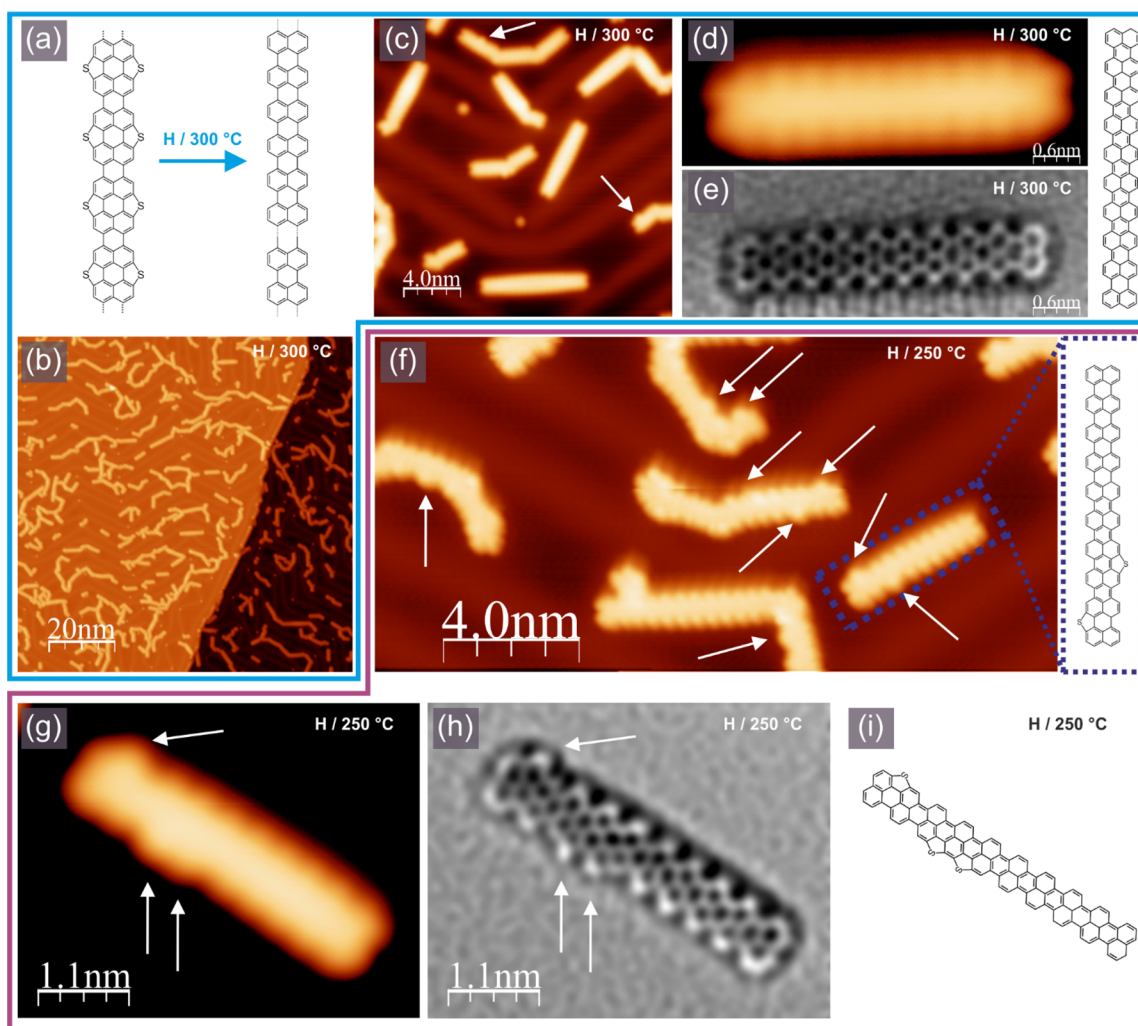 (a)
S
S
S
S
S
S
S
S
H / 300 °C
(b)
H / 300 °C
20nm
(c)
H / 300 °C
4.0nm
(d)
H / 300 °C
0.6nm
(e)
H / 300 °C
0.6nm
(f)
H / 250 °C
4.0nm
S
S
(g)
H / 250 °C
1.1nm
(h)
H / 250 °C
1.1nm
(i)
H / 250 °C
S
S
S